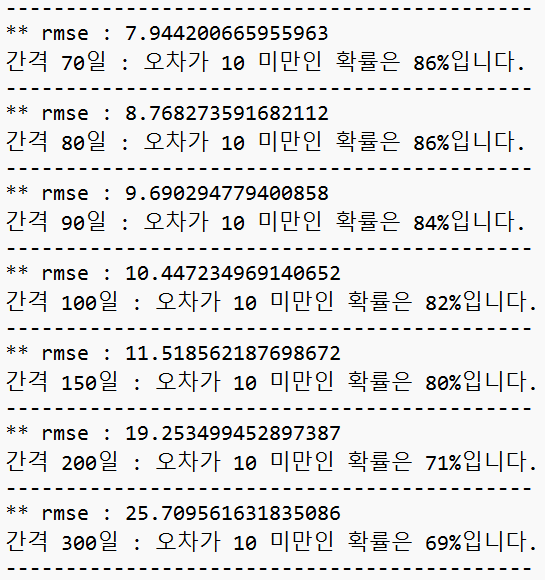 --------------------------------------------
** rmse : 7.944200665955963
간격 70일 : 오차가 10 미만인 확률은 86%입니다.
--------------------------------------------
** rmse : 8.768273591682112
간격 80일 : 오차가 10 미만인 확률은 86%입니다.
--------------------------------------------
** rmse : 9.690294779400858
간격 90일 : 오차가 10 미만인 확률은 84%입니다.
--------------------------------------------
** rmse : 10.447234969140652
간격 100일 : 오차가 10 미만인 확률은 82%입니다.
--------------------------------------------
** rmse : 11.518562187698672
간격 150일 : 오차가 10 미만인 확률은 80%입니다.
--------------------------------------------
** rmse : 19.253499452897387
간격 200일 : 오차가 10 미만인 확률은 71%입니다.
--------------------------------------------
** rmse : 25.709561631835086
간격 300일 : 오차가 10 미만인 확률은 69%입니다.
--------------------------------------------